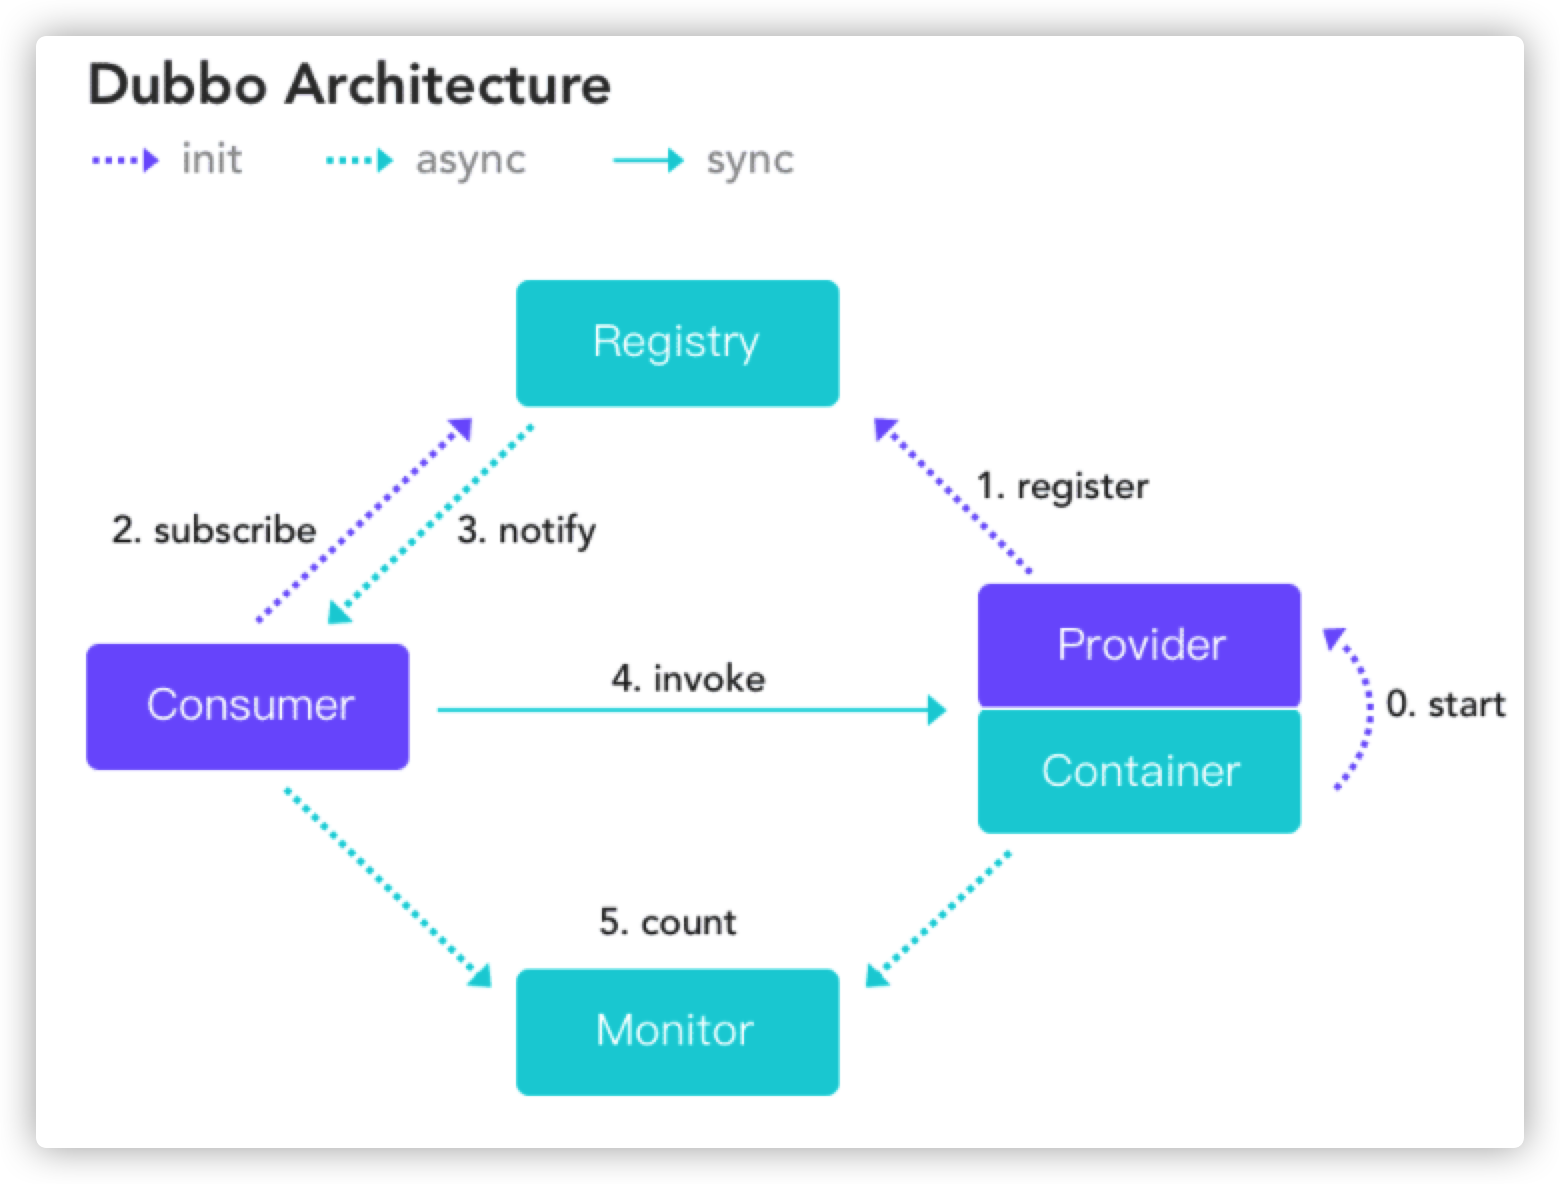 Dubbo Architecture
init async sync
Registry
1. register
2. subscribe 3. notify
Provider
4. invoke
Consumer
0. start
Container
5. count
Monitor